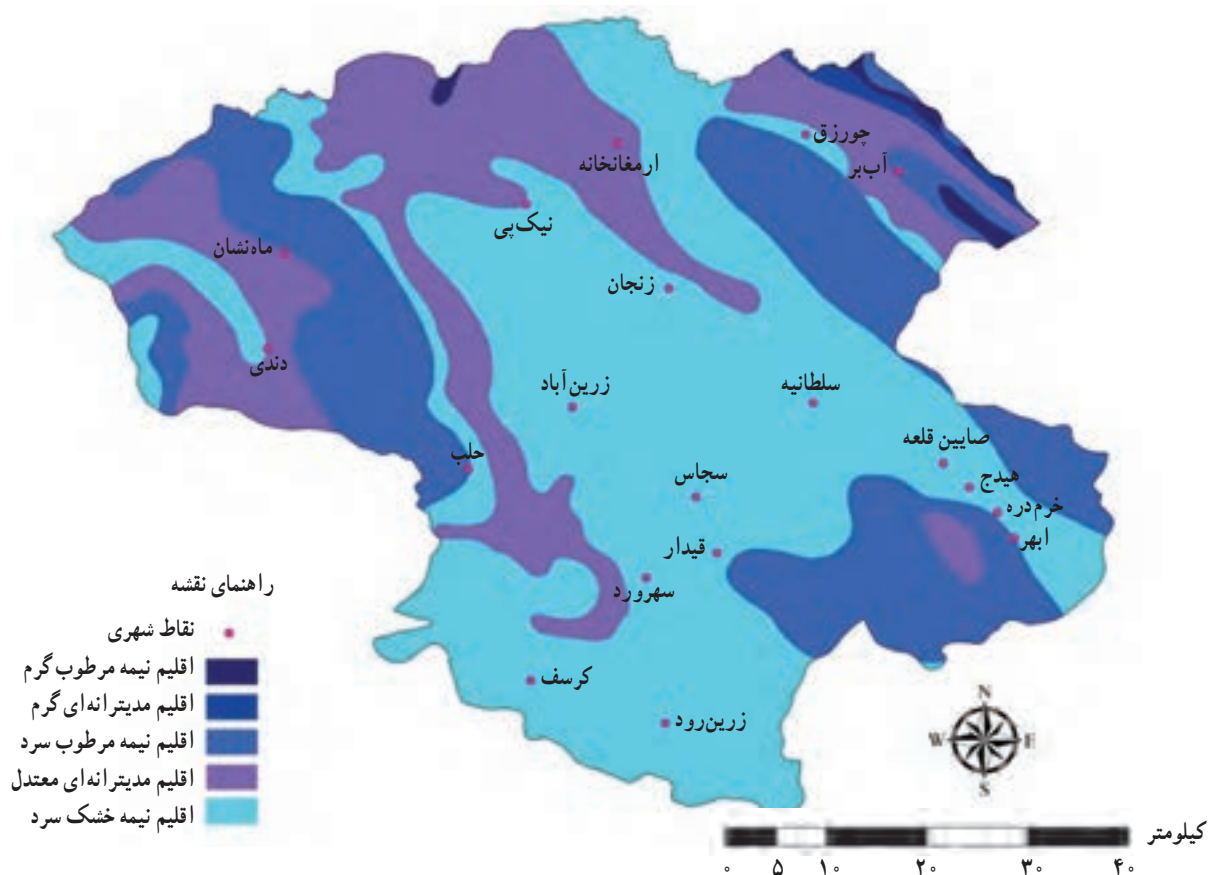 چورزق
آب‌بر
ارمغانخانه
نیک‌پی
ماه‌نشان
زنجان
دندی
زرین‌آباد
سلطانیه
صایین قلعه
هیدج
خرم‌دره
ابهر
حلب
سجاس
قیدار
سهرورد
کرسف
زرین‌رود
راهنمای نقشه
نقاط شهری
اقلیم نیمه مرطوب گرم
اقلیم مدیترانه‌ای گرم
اقلیم نیمه مرطوب سرد
اقلیم مدیترانه‌ای معتدل
اقلیم نیمه خشک سرد
N
W E
S
کیلومتر
۰ ۵ ۱۰ ۲۰ ۳۰ ۴۰